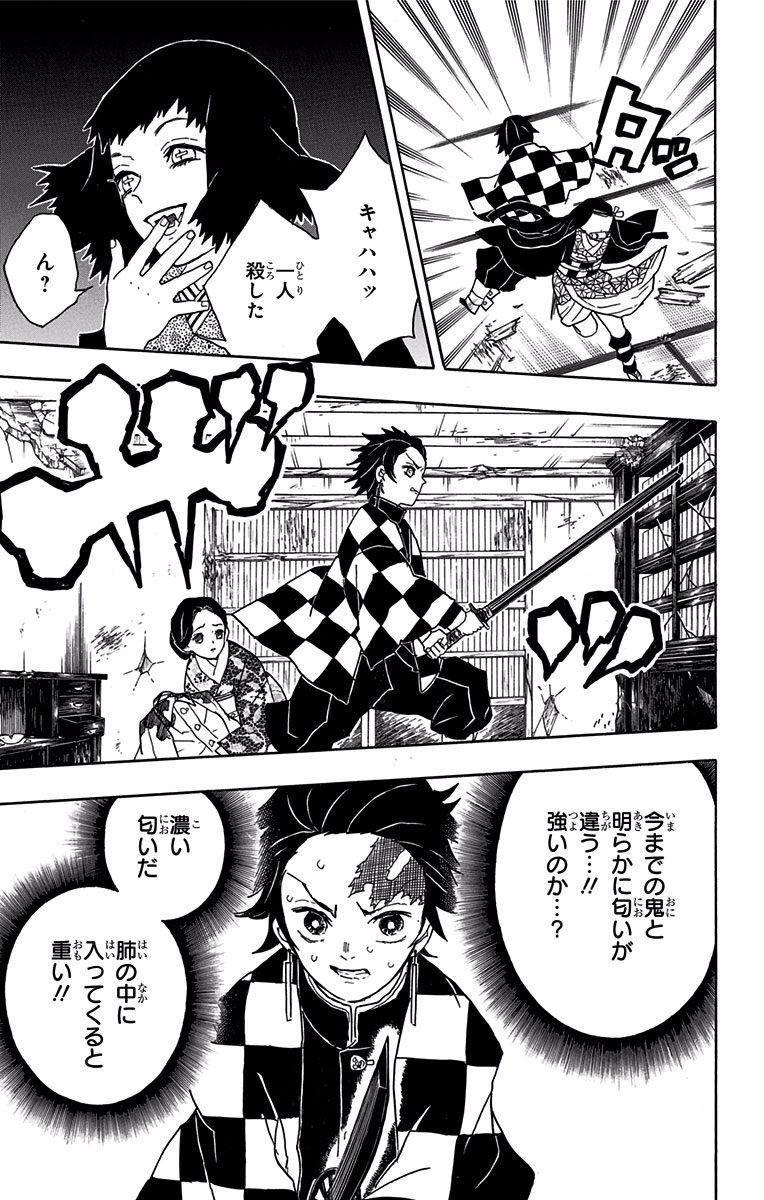 キャハハッ
一人
殺した
ん?
今までの鬼と
明らかに匂いが
違う…!!
強いのか…?
濃い
匂いだ
肺の中に
入ってくると
重い!!